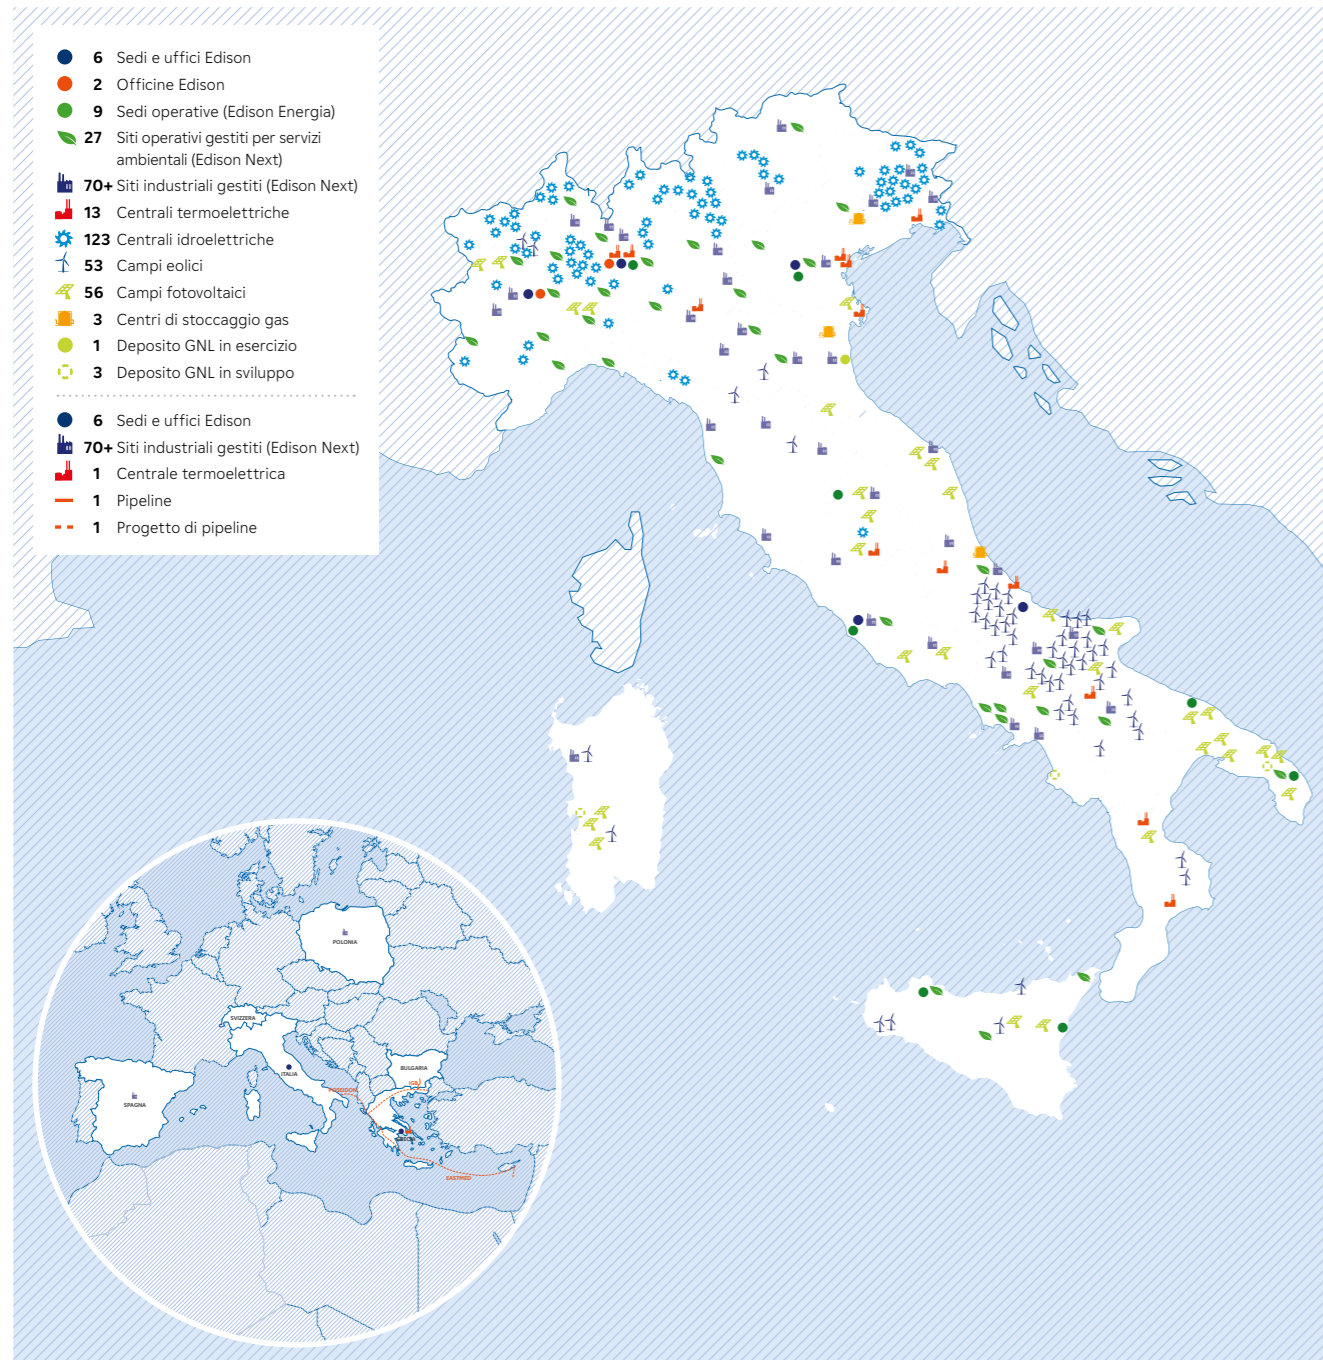 6 Sedi e uffici Edison
2 Officine Edison
9 Sedi operative (Edison Energia)
27 Siti operativi gestiti per servizi
ambientali (Edison Next)
70+ Siti industriali gestiti (Edison Next)
13 Centrali termoelettriche
123 Centrali idroelettriche
53 Campi eolici
56 Campi fotovoltaici
3 Centri di stoccaggio gas
1 Deposito GNL in esercizio
3 Deposito GNL in sviluppo
6 Sedi e uffici Edison
70+ Siti industriali gestiti (Edison Next)
1 Centrale termoelettrica
1 Pipeline
1 Progetto di pipeline
POLONIA
SVIZZERA
ITALIA
BULGARIA
IGB
POSEIDON
SPAGNA
GRECIA
EASTMED